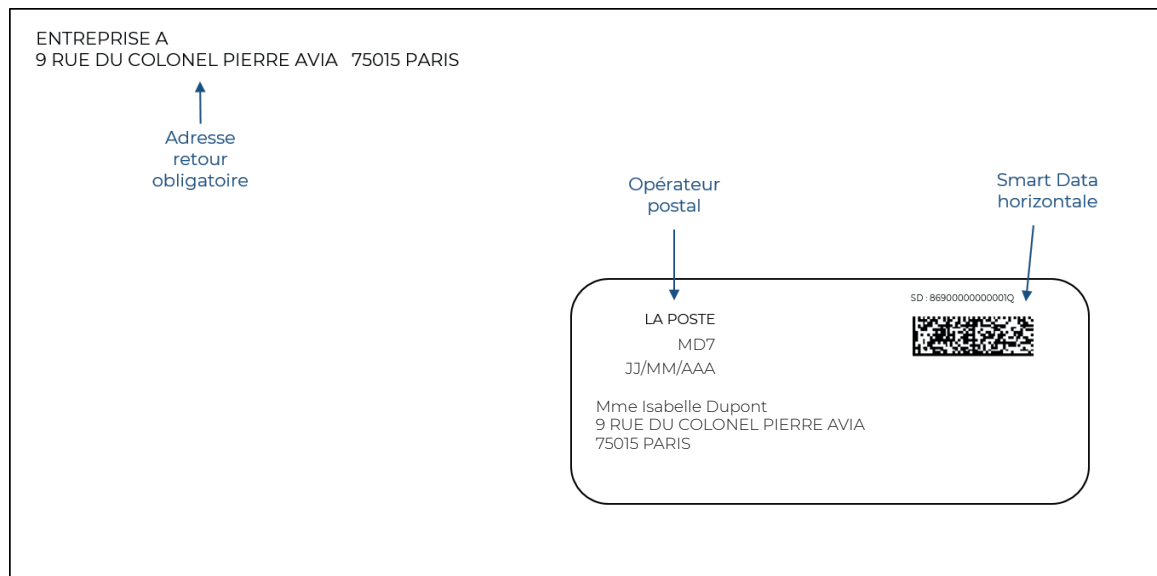 ENTREPRISE A
9 RUE DU COLONEL PIERRE AVIA 75015 PARIS
Adresse
retour
obligatoire
Opérateur
postal
Smart Data
horizontale
SD : 86900000000001Q
LA POSTE
MD7
JJ/MM/AAA
Mme Isabelle Dupont
9 RUE DU COLONEL PIERRE AVIA
75015 PARIS